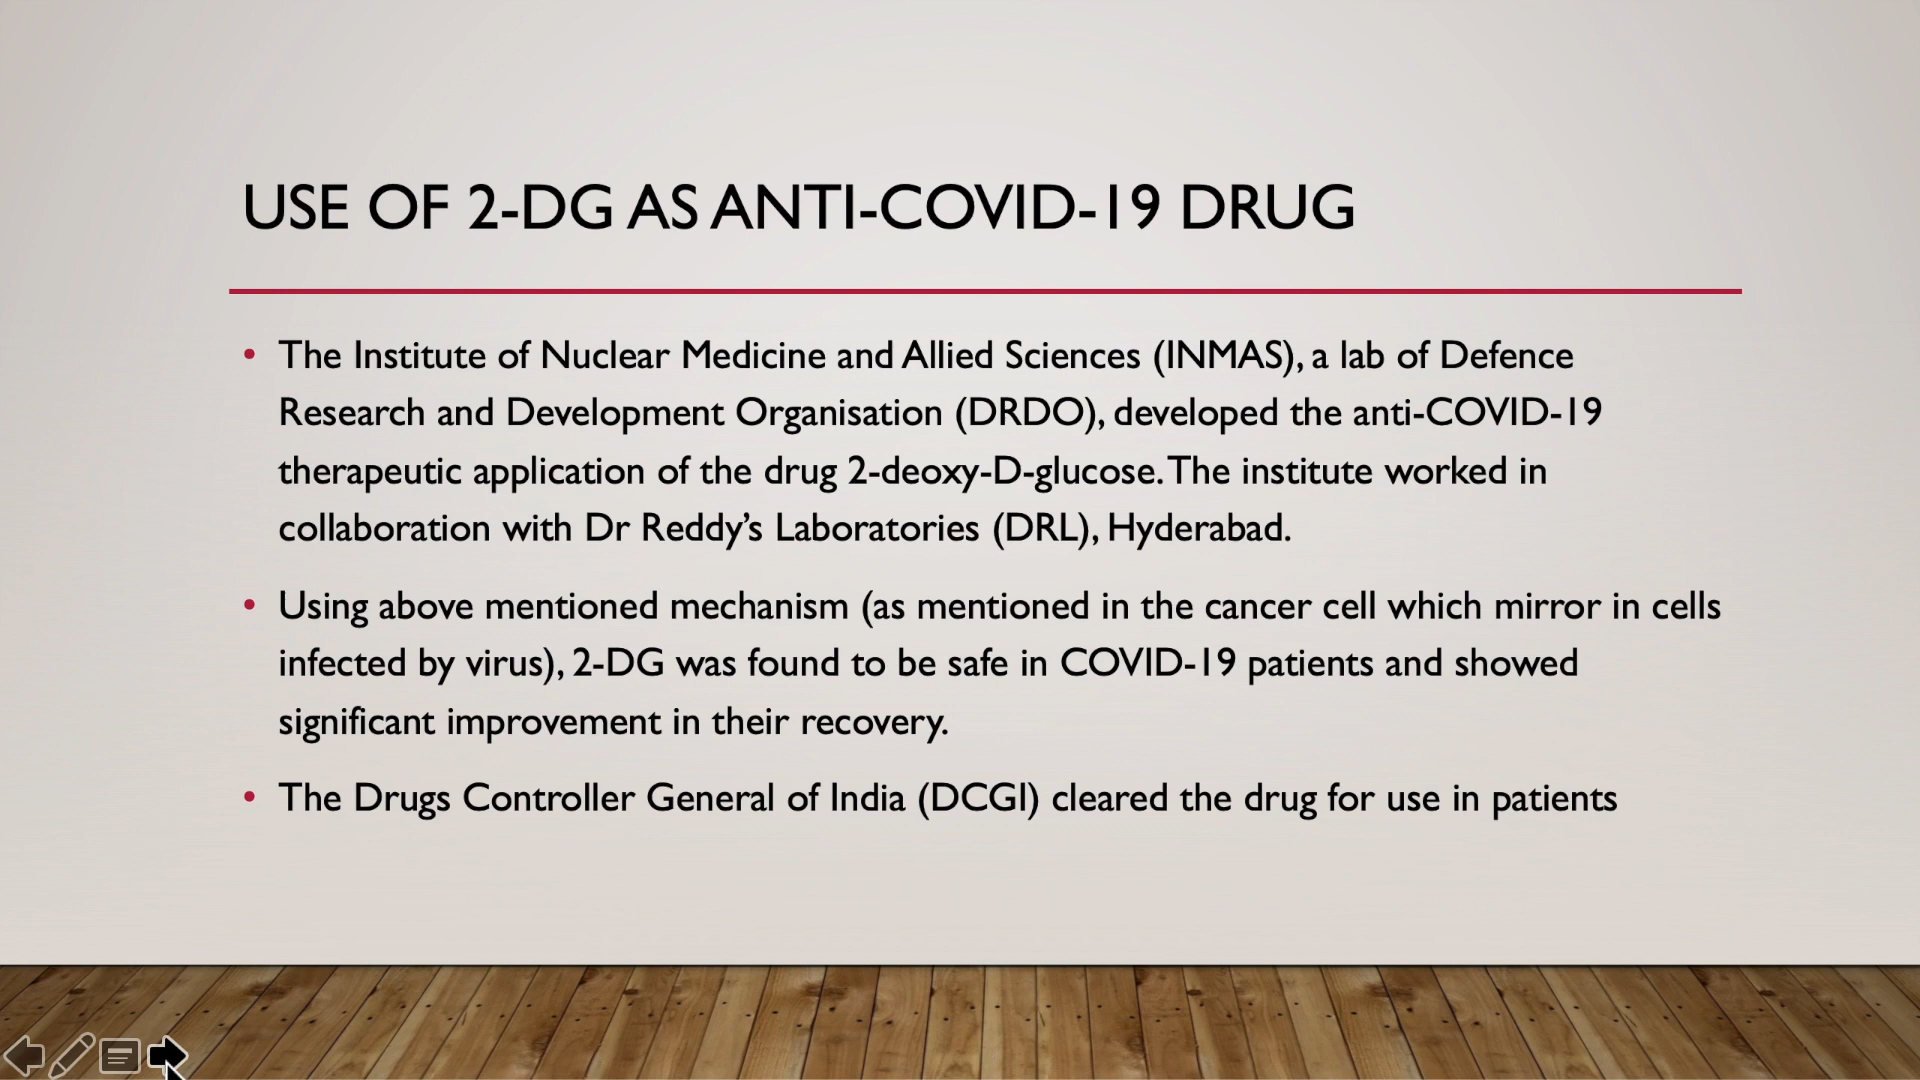 USE OF 2-DG AS ANTI-COVID-19 DRUG
• The Institute of Nuclear Medicine and Allied Sciences (INMAS), a lab of Defence
Research and Development Organisation (DRDO), developed the anti-COVID-19
therapeutic application of the drug 2-deoxy-D-glucose. The institute worked in
collaboration with Dr Reddy’s Laboratories (DRL), Hyderabad.
• Using above mentioned mechanism (as mentioned in the cancer cell which mirror in cells
infected by virus), 2-DG was found to be safe in COVID-19 patients and showed
significant improvement in their recovery.
• The Drugs Controller General of India (DCGI) cleared the drug for use in patients